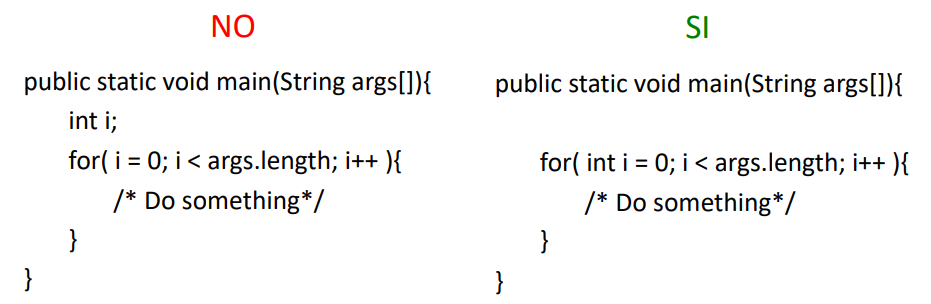 NO
public static void main(String args[]){
int i;
for( i = 0; i < args.length; i++ ){
/* Do something*/
}
}
SI
public static void main(String args[]){
for( int i = 0; i < args.length; i++ ){
/* Do something*/
}
}